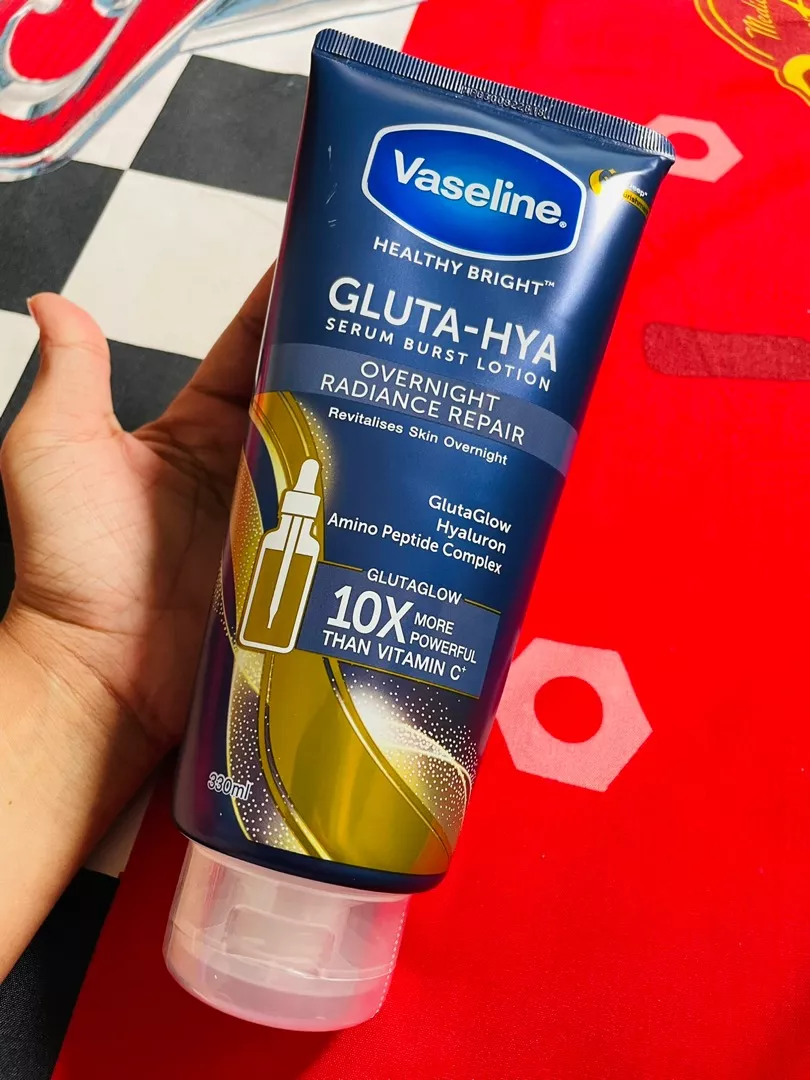 Vaseline®
HEALTHY BRIGHT™
GLUTA-HYA
SERUM BURST LOTION
OVERNIGHT
RADIANCE REPAIR
Revitalises Skin Overnight
GlutaGlow
Hyaluron
Amino Peptide Complex
GLUTAGLOW
10X MORE
POWERFUL
THAN VITAMIN C⁺
330ml